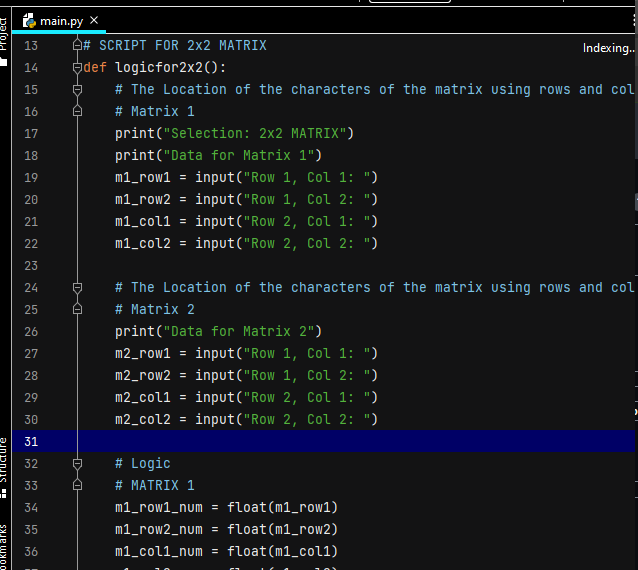 Project
main.py
Indexing..
13 # SCRIPT FOR 2x2 MATRIX
14 def logicfor2x2():
15 # The Location of the characters of the matrix using rows and col
16 # Matrix 1
17 print("Selection: 2x2 MATRIX")
18 print("Data for Matrix 1")
19 m1_row1 = input("Row 1, Col 1: ")
20 m1_row2 = input("Row 1, Col 2: ")
21 m1_col1 = input("Row 2, Col 1: ")
22 m1_col2 = input("Row 2, Col 2: ")
23
24 # The Location of the characters of the matrix using rows and col
25 # Matrix 2
26 print("Data for Matrix 2")
27 m2_row1 = input("Row 1, Col 1: ")
28 m2_row2 = input("Row 1, Col 2: ")
29 m2_col1 = input("Row 2, Col 1: ")
30 m2_col2 = input("Row 2, Col 2: ")
31
32 # Logic
33 # MATRIX 1
34 m1_row1_num = float(m1_row1)
35 m1_row2_num = float(m1_row2)
36 m1_col1_num = float(m1_col1)
Structure